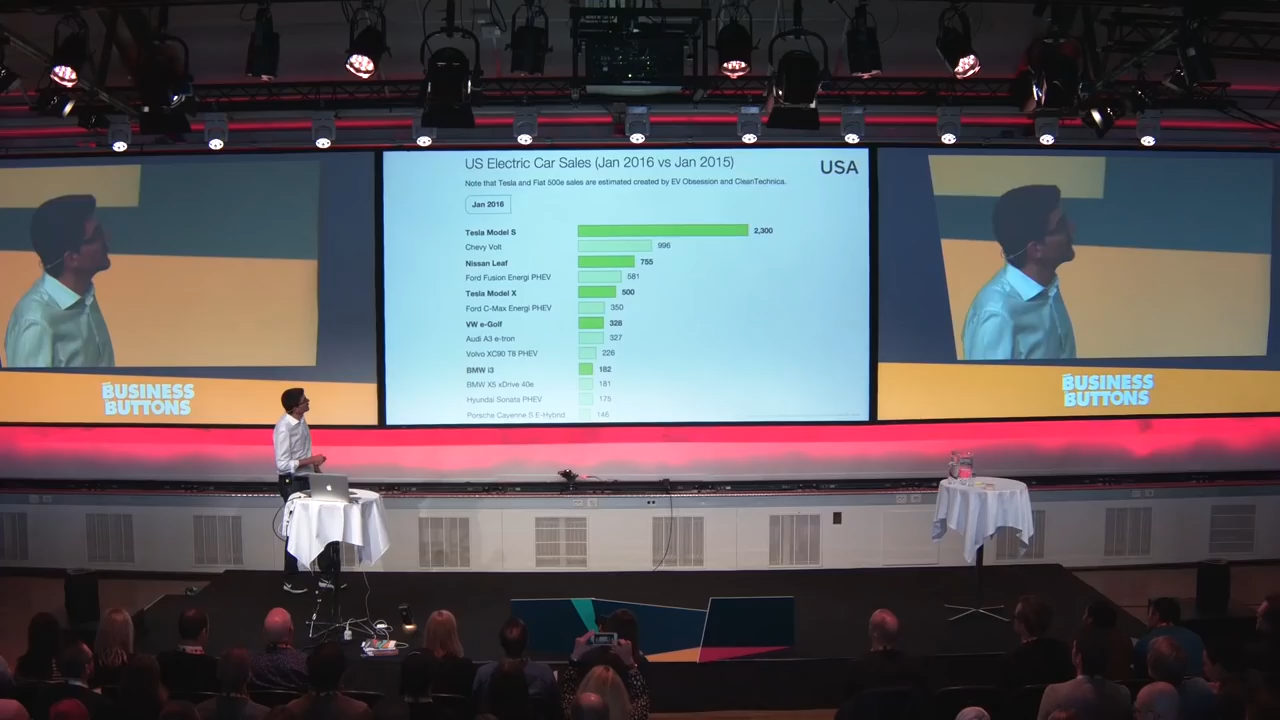 US Electric Car Sales (Jan 2016 vs Jan 2015)
USA
Note that Tesla and Fiat 500e sales are estimated created by EV Obsession and CleanTechnica.
Jan 2016
Tesla Model S 2,300
Chevy Volt 996
Nissan Leaf 755
Ford Fusion Energi PHEV 581
Tesla Model X 500
Ford C-Max Energi PHEV 350
VW e-Golf 328
Audi A3 e-tron 327
Volvo XC90 T8 PHEV 226
BMW i3 182
BMW X5 xDrive 40e 181
Hyundai Sonata PHEV 175
Porsche Cayenne S E-Hybrid 146
BUSINESS
BUTTONS
BUSINESS
BUTTONS